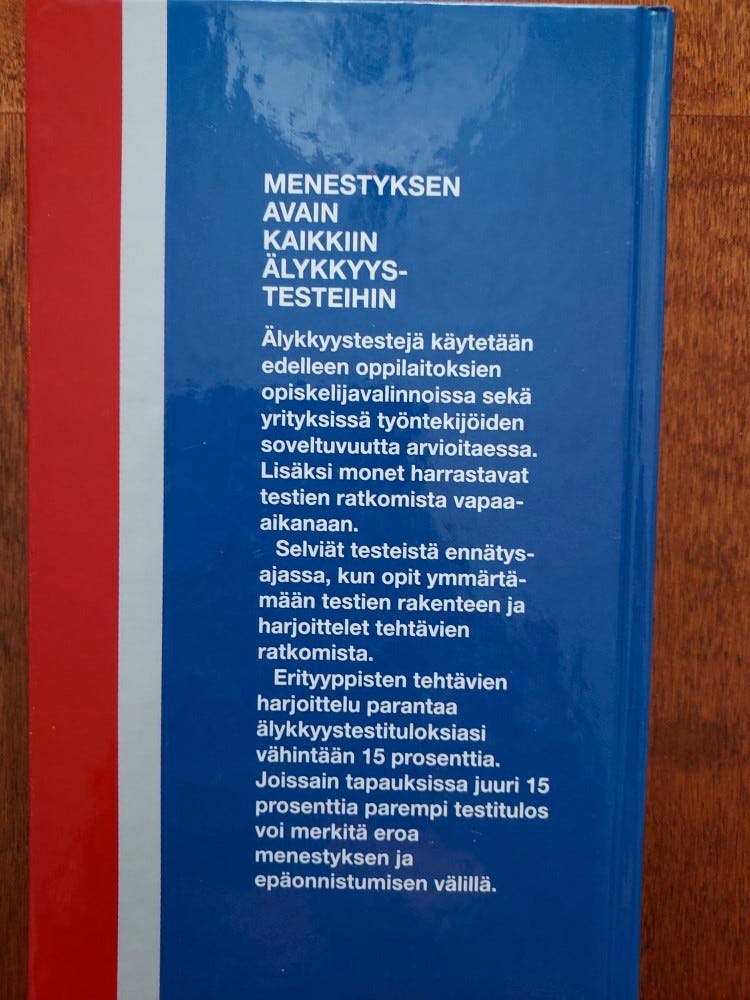 MENESTYKSEN
AVAIN
KAIKKIIN
ÄLYKKYYS-
TESTEIHIN
Älykkyystestejä käytetään
edelleen oppilaitoksien
opiskelijavalinnoissa sekä
yrityksissä työntekijöiden
soveltuvuutta arvioitaessa.
Lisäksi monet harrastavat
testien ratkomista vapaa-
aikanaan.
Selviät testeistä ennätys-
ajassa, kun opit ymmärtä-
mään testien rakenteen ja
harjoittelet tehtävien
ratkomista.
Erityyppisten tehtävien
harjoittelu parantaa
älykkyystestituloksiasi
vähintään 15 prosenttia.
Joissain tapauksissa juuri 15
prosenttia parempi testitulos
voi merkitä eroa
menestyksen ja
epäonnistumisen välillä.